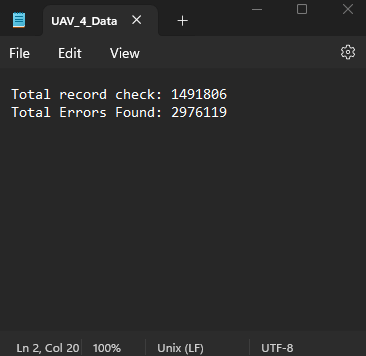 UAV_4_Data
File Edit View
Total record check: 1491806
Total Errors Found: 2976119
Ln 2, Col 20 100% Unix (LF) UTF-8